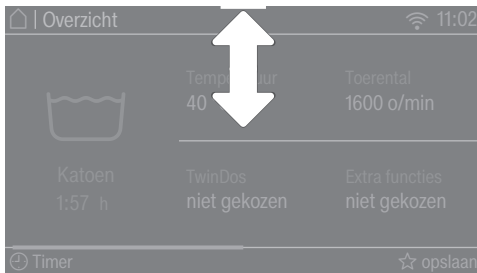 | Overzicht 11:02
Toerental
40 1600 o/min
Katoen TwinDos Extra functies
1:57 h niet gekozen niet gekozen
Timer opslaan